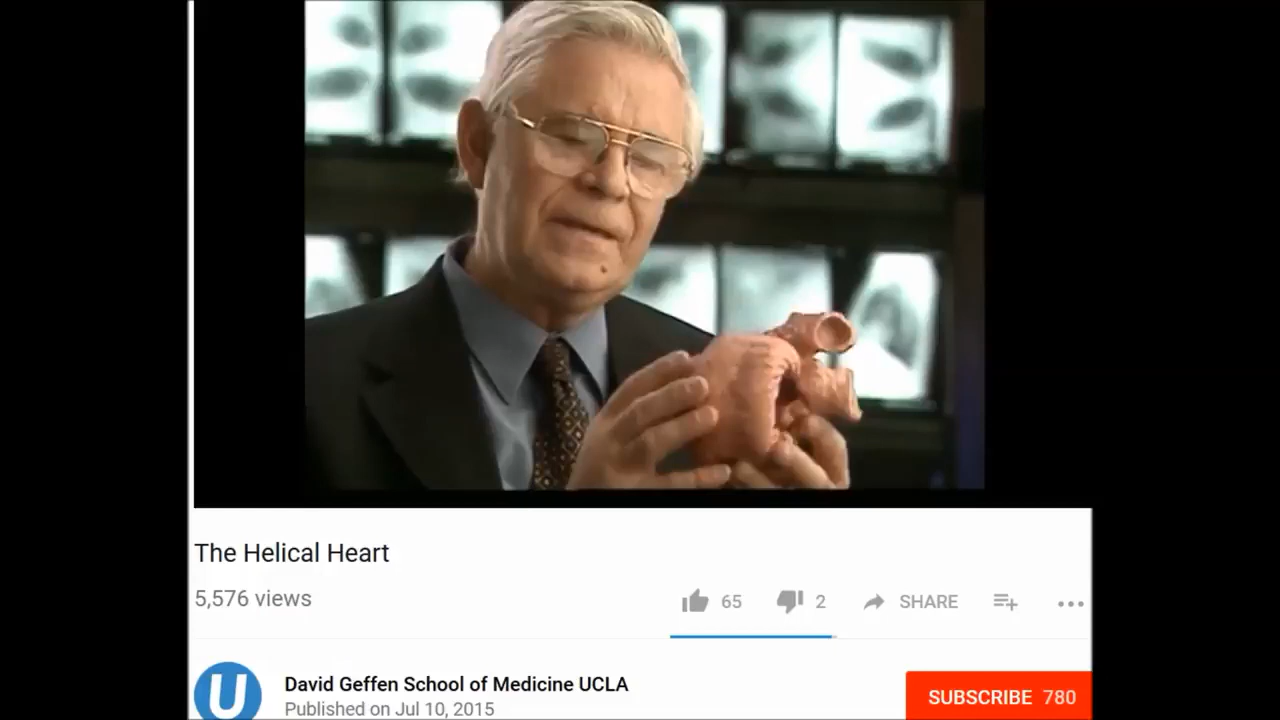 The Helical Heart
5,576 views
65
2
SHARE
U
David Geffen School of Medicine UCLA
Published on Jul 10, 2015
SUBSCRIBE 780